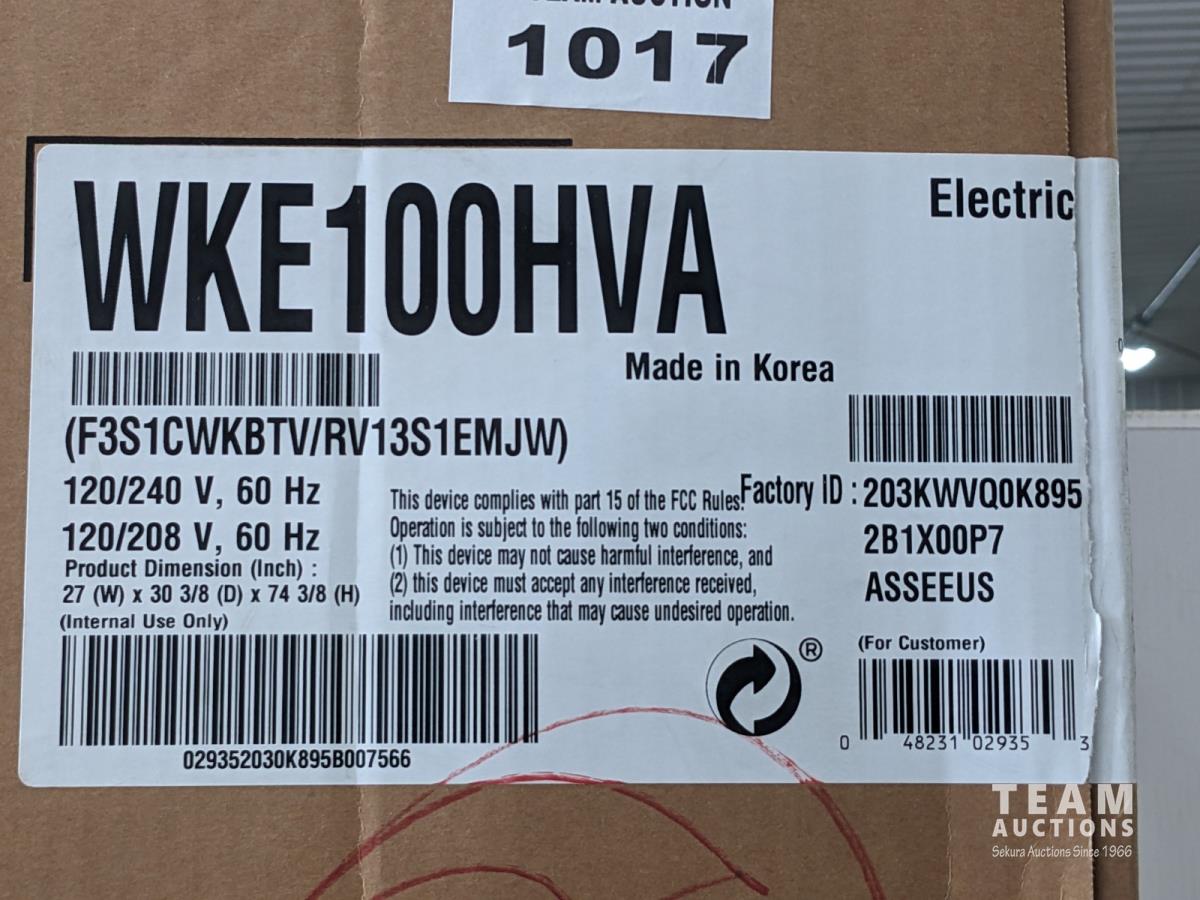 AUCTION
1017
WKE100HVA
Electric
Made in Korea
(F3S1CWKBTV/RV13S1EMJW)
120/240 V, 60 Hz
120/208 V, 60 Hz
Product Dimension (Inch) :
27 (W) x 30 3/8 (D) x 74 3/8 (H)
(Internal Use Only)
029352030K895B007566
This device complies with part 15 of the FCC Rules.
Operation is subject to the following two conditions:
(1) This device may not cause harmful interference, and
(2) this device must accept any interference received,
including interference that may cause undesired operation.
®
Factory ID : 203KWVQ0K895
2B1X00P7
ASSEEUS
(For Customer)
0 48231 02935 3
TEAM
AUCTIONS
Sekura Auctions Since 1966